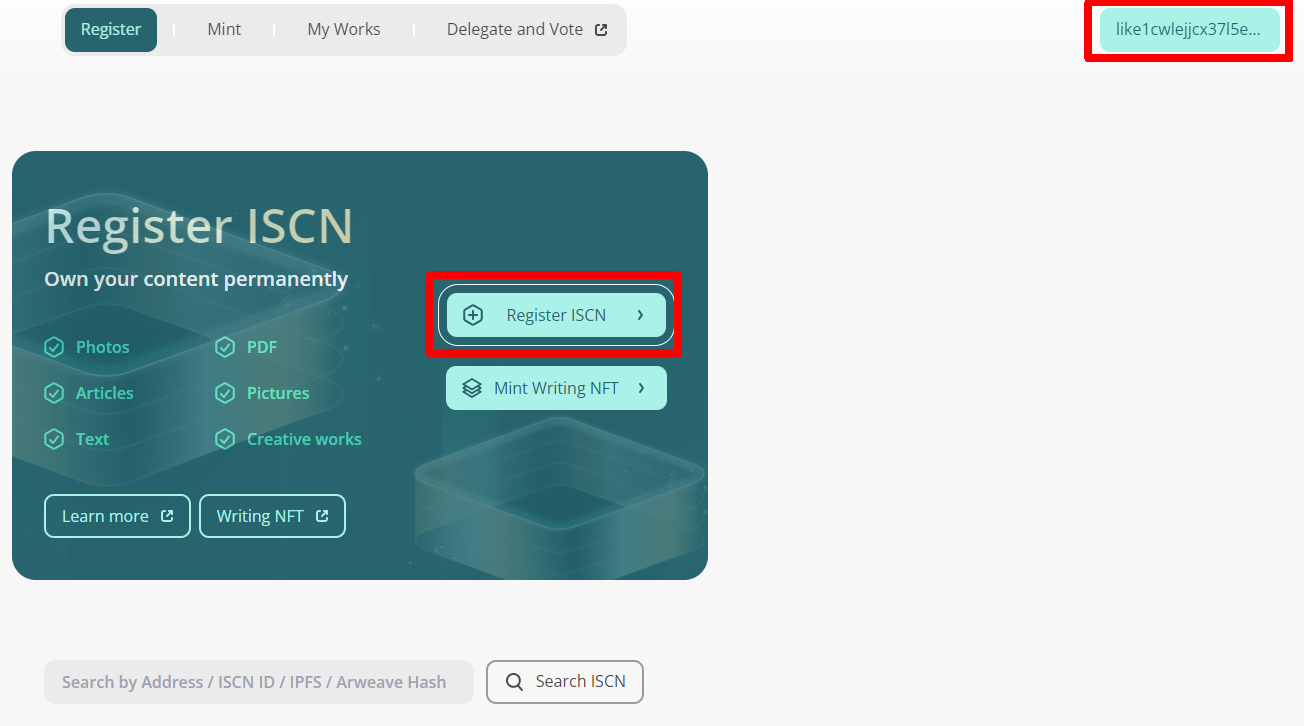 Register
Mint
My Works
Delegate and Vote
like1cwlejjcx37l5e...
Register ISCN
Own your content permanently
Photos
PDF
Articles
Pictures
Text
Creative works
Register ISCN
Mint Writing NFT
Learn more
Writing NFT
Search by Address / ISCN ID / IPFS / Arweave Hash
Search ISCN